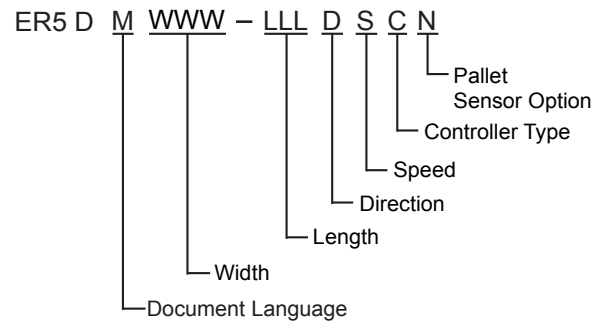 ER5 D M WWW – LLL D S C N
Pallet
Sensor Option
Controller Type
Speed
Direction
Length
Width
Document Language